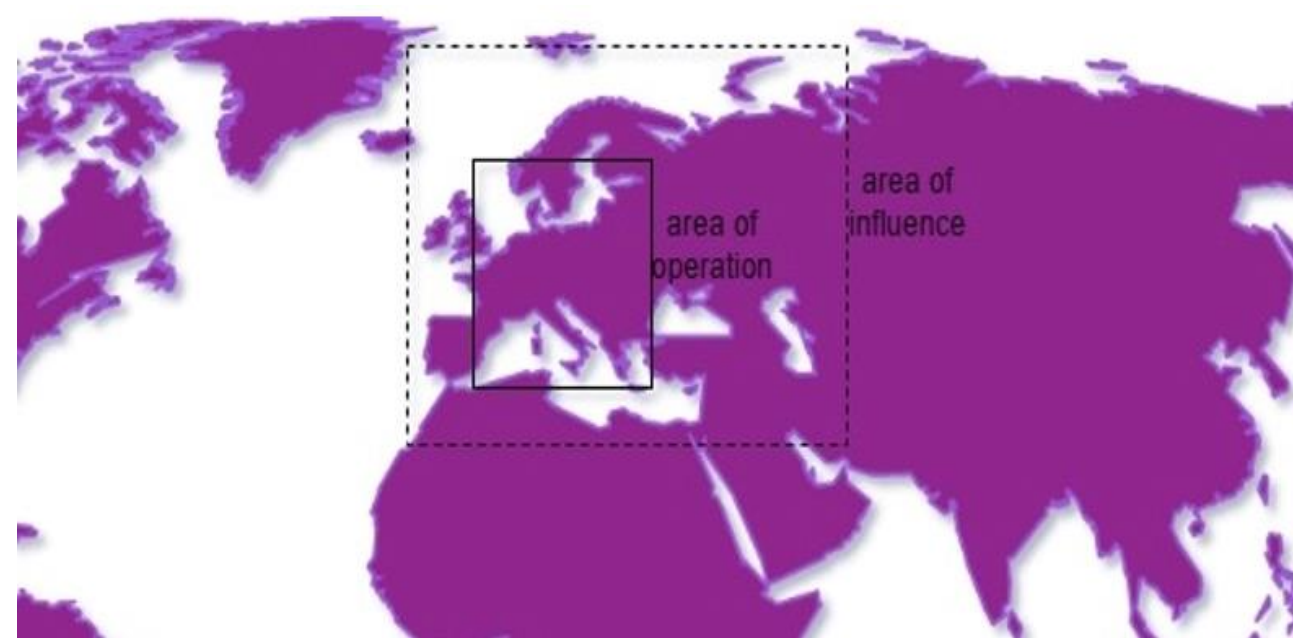 area of
influence
area of
operation